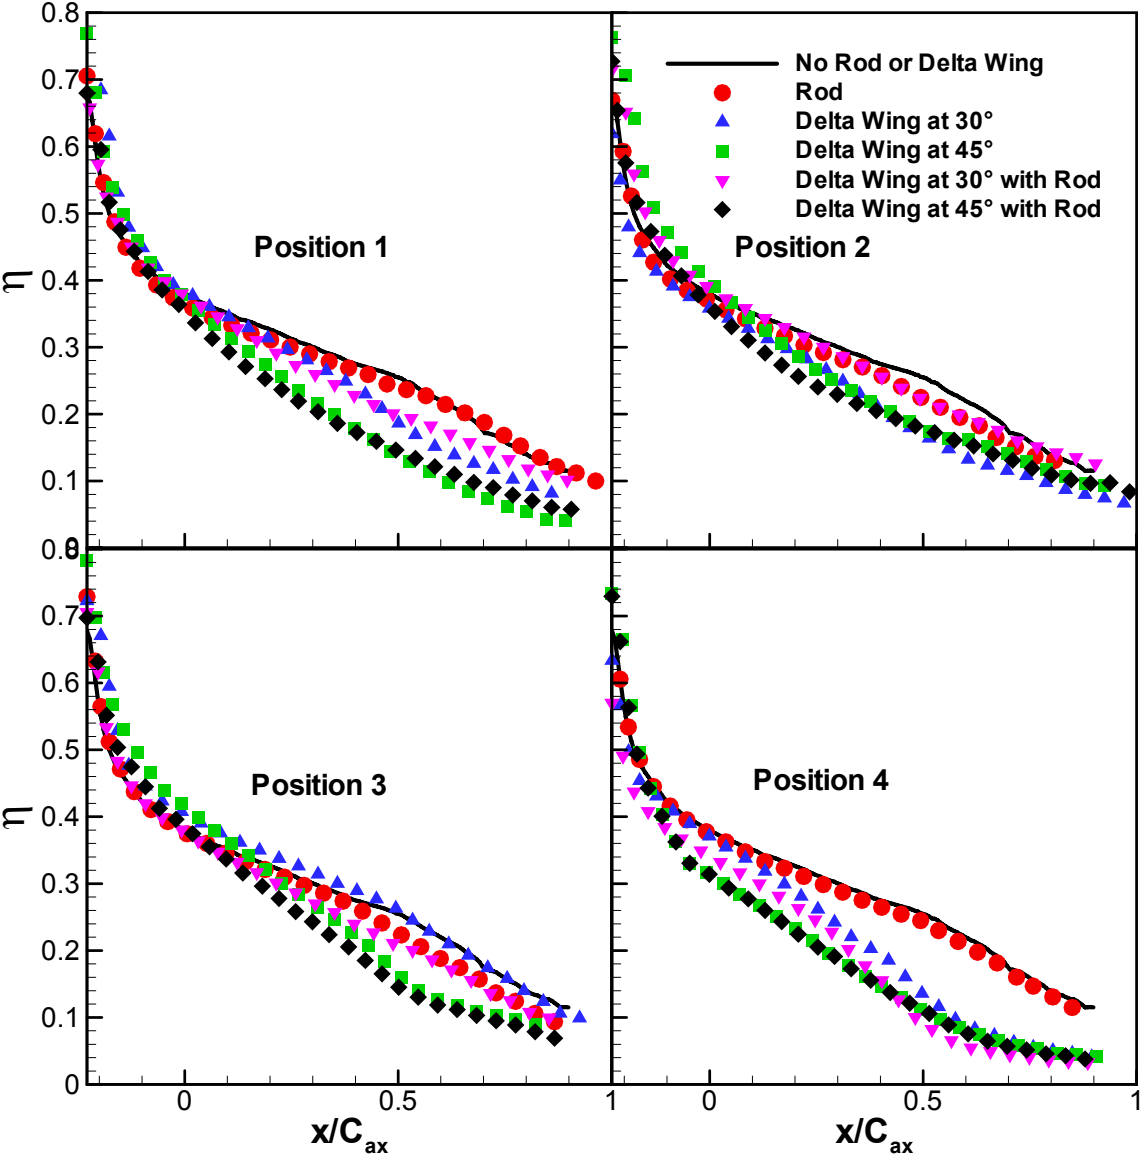 0.8
0.7
0.6
0.5
0.4
0.3
0.2
0.1
η
Position 1
No Rod or Delta Wing
Rod
Delta Wing at 30°
Delta Wing at 45°
Delta Wing at 30° with Rod
Delta Wing at 45° with Rod
Position 2
0.8
0.7
0.6
0.5
0.4
0.3
0.2
0.1
0
η
Position 3
Position 4
0 0.5 1 0 0.5 1
x/Cax x/Cax